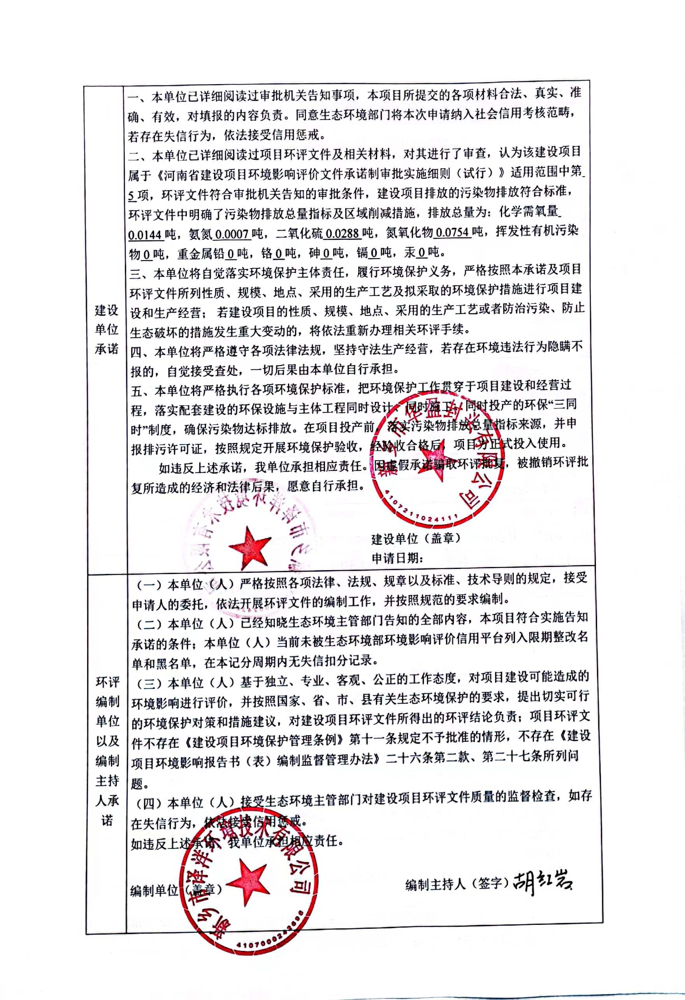 建设
单位
承诺
一、本单位已详细阅读过审批机关告知事项，本项目所提交的各项材料合法、真实、准
确、有效，对填报的内容负责。同意生态环境部门将本次申请纳入社会信用考核范畴，
若存在失信行为，依法接受信用惩戒。
二、本单位已详细阅读过项目环评文件及相关材料，对其进行了审查，认为该建设项目
属于《河南省建设项目环境影响评价文件承诺制审批实施细则（试行）》适用范围中第
5项，环评文件符合审批机关告知的审批条件，建设项目排放的污染物排放符合标准，
环评文件中明确了污染物排放总量指标及区域削减措施，排放总量为：化学需氧量
0.0144吨，氨氮0.0007吨，二氧化硫0.0288吨，氮氧化物0.0754吨，挥发性有机污染
物0吨，重金属铅0吨，铬0吨，砷0吨，镉0吨，汞0吨。
三、本单位将自觉落实环境保护主体责任，履行环境保护义务，严格按照本承诺及项目
环评文件所列性质、规模、地点、采用的生产工艺及拟采取的环境保护措施进行项目建
设和生产经营； 若建设项目的性质、规模、地点、采用的生产工艺或者防治污染、防止
生态破坏的措施发生重大变动的，将依法重新办理相关环评手续。
四、本单位将严格遵守各项法律法规，坚持守法生产经营，若存在环境违法行为隐瞒不
报的，自觉接受查处，一切后果由本单位自行承担。
五、本单位将严格执行各项环境保护标准，把环境保护工作贯穿于项目建设和经营过
程，落实配套建设的环保设施与主体工程同时设计、同时施工、同时投产的环保“三同
时”制度，确保污染物达标排放。在项目投产前，落实污染物排放总量指标来源，并申
报排污许可证，按照规定开展环境保护验收，经验收合格后，项目方正式投入使用。
如违反上述承诺，我单位承担相应责任。因虚假承诺骗取环评批复，被撤销环评批
复所造成的经济和法律后果，愿意自行承担。
新乡市华盈封头有限公司
4107211024111
建设单位（盖章）
申请日期：
环评
编制
单位
以及
编制
主持
人承
诺
（一）本单位（人）严格按照各项法律、法规、规章以及标准、技术导则的规定，接受
申请人的委托，依法开展环评文件的编制工作，并按照规范的要求编制。
（二）本单位（人）已经知晓生态环境主管部门告知的全部内容，本项目符合实施告知
承诺的条件；本单位（人）当前未被生态环境部环境影响评价信用平台列入限期整改名
单和黑名单，在本记分周期内无失信扣分记录。
（三）本单位（人）基于独立、专业、客观、公正的工作态度，对项目建设可能造成的
环境影响进行评价，并按照国家、省、市、县有关生态环境保护的要求，提出切实可行
的环境保护对策和措施建议，对建设项目环评文件所得出的环评结论负责；项目环评文
件不存在《建设项目环境保护管理条例》第十一条规定不予批准的情形，不存在《建设
项目环境影响报告书（表）编制监督管理办法》二十六条第二款、第二十七条所列问
题。
（四）本单位（人）接受生态环境主管部门对建设项目环评文件质量的监督检查，如存
在失信行为，依法接受信用惩戒。
如违反上述承诺，我单位承担相应责任。
编制单位（盖章）
编制主持人（签字）胡红岩
新乡市译洋环境技术有限公司
4107000242696